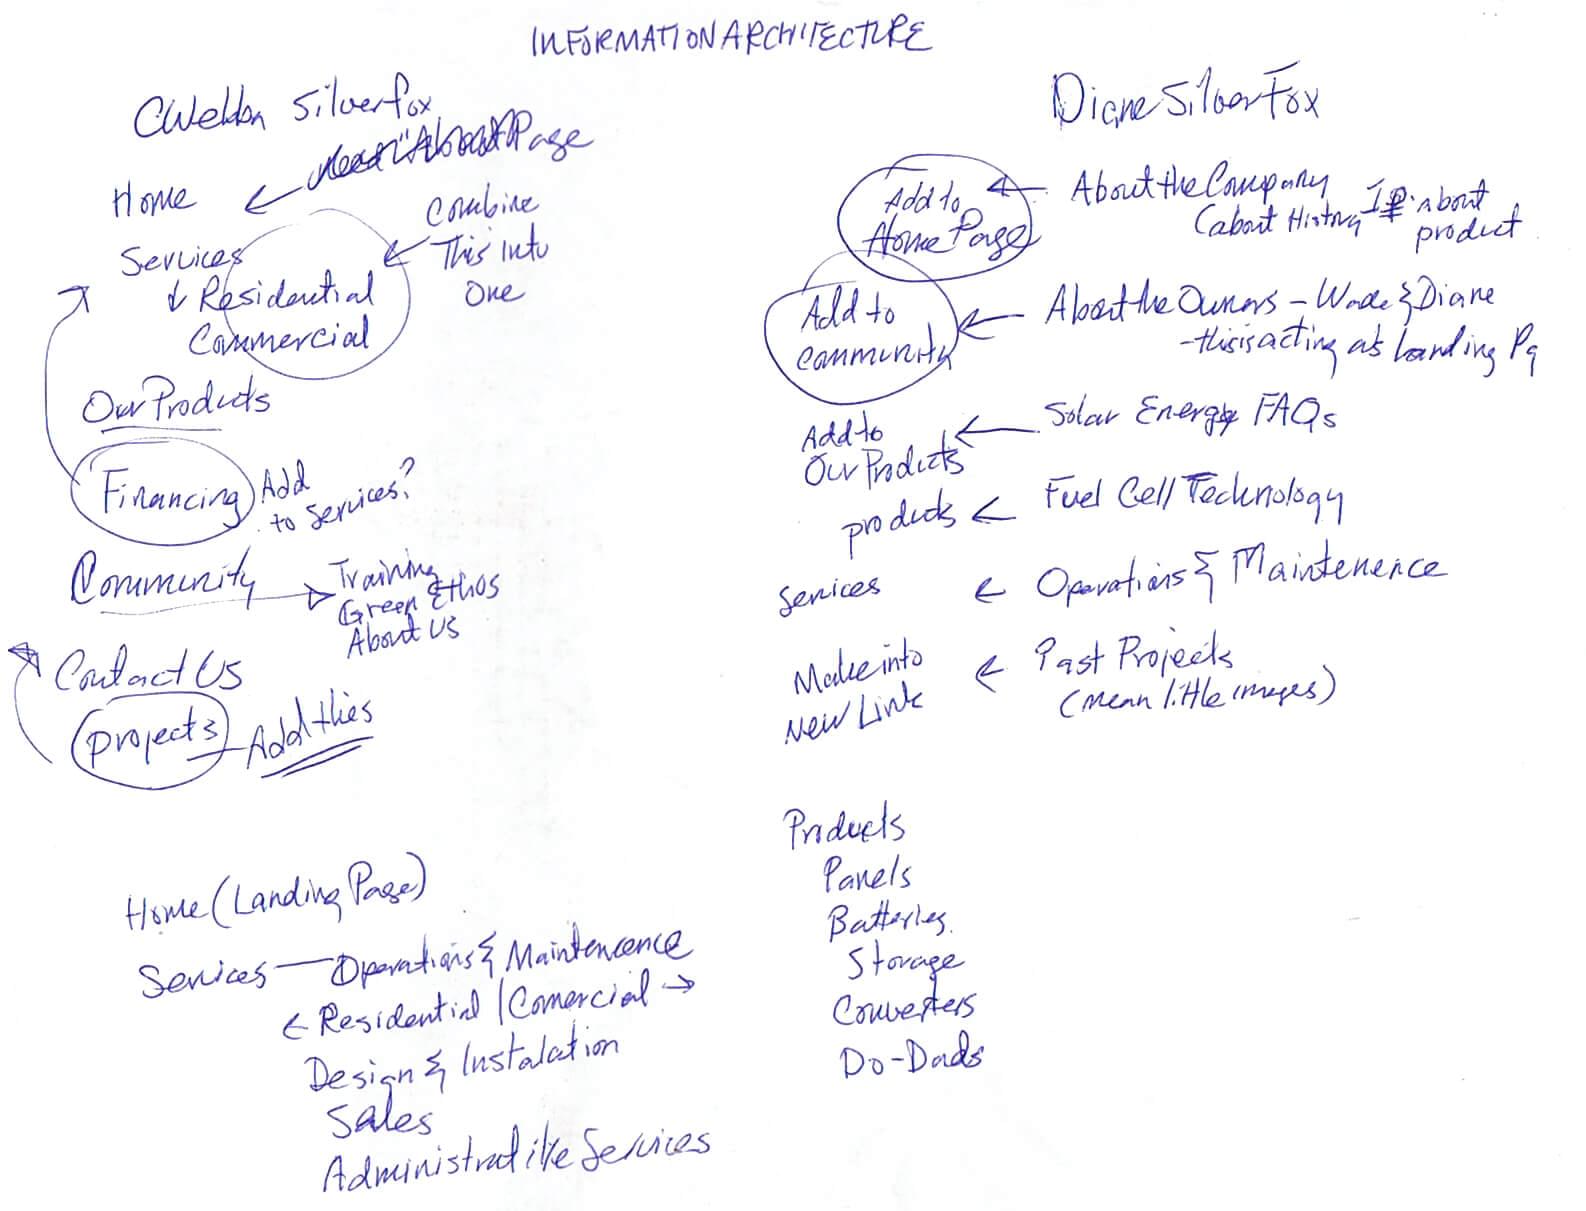 INFORMATION ARCHITECTURE
CWeldon Silverfox
"About" Page
Home
Combine
This Into
One
Services
↓ Residential
Commercial
Our Products
Financing
Add
to Services?
Community
Training
Green Ethos
About US
Contact US
projects
Add thies
Home (Landing Page)
Services — Operations & Maintencence
← Residential | Comercial →
Design & Instalation
Sales
Administrative Services
Diane SilverFox
Add to
Home Page
← About the Company
(about History
about
product
Add to
community
← About the Owners - Wade & Diane
- this is acting as Landing Pg
Add to
Our Products
← Solar Energy FAQs
products ← Fuel Cell Technology
Services ← Operations & Maintenence
Make into
New Link
← Past Projects
(mean little images)
Products
Panels
Batteries
Storage
Converters
Do-Dads